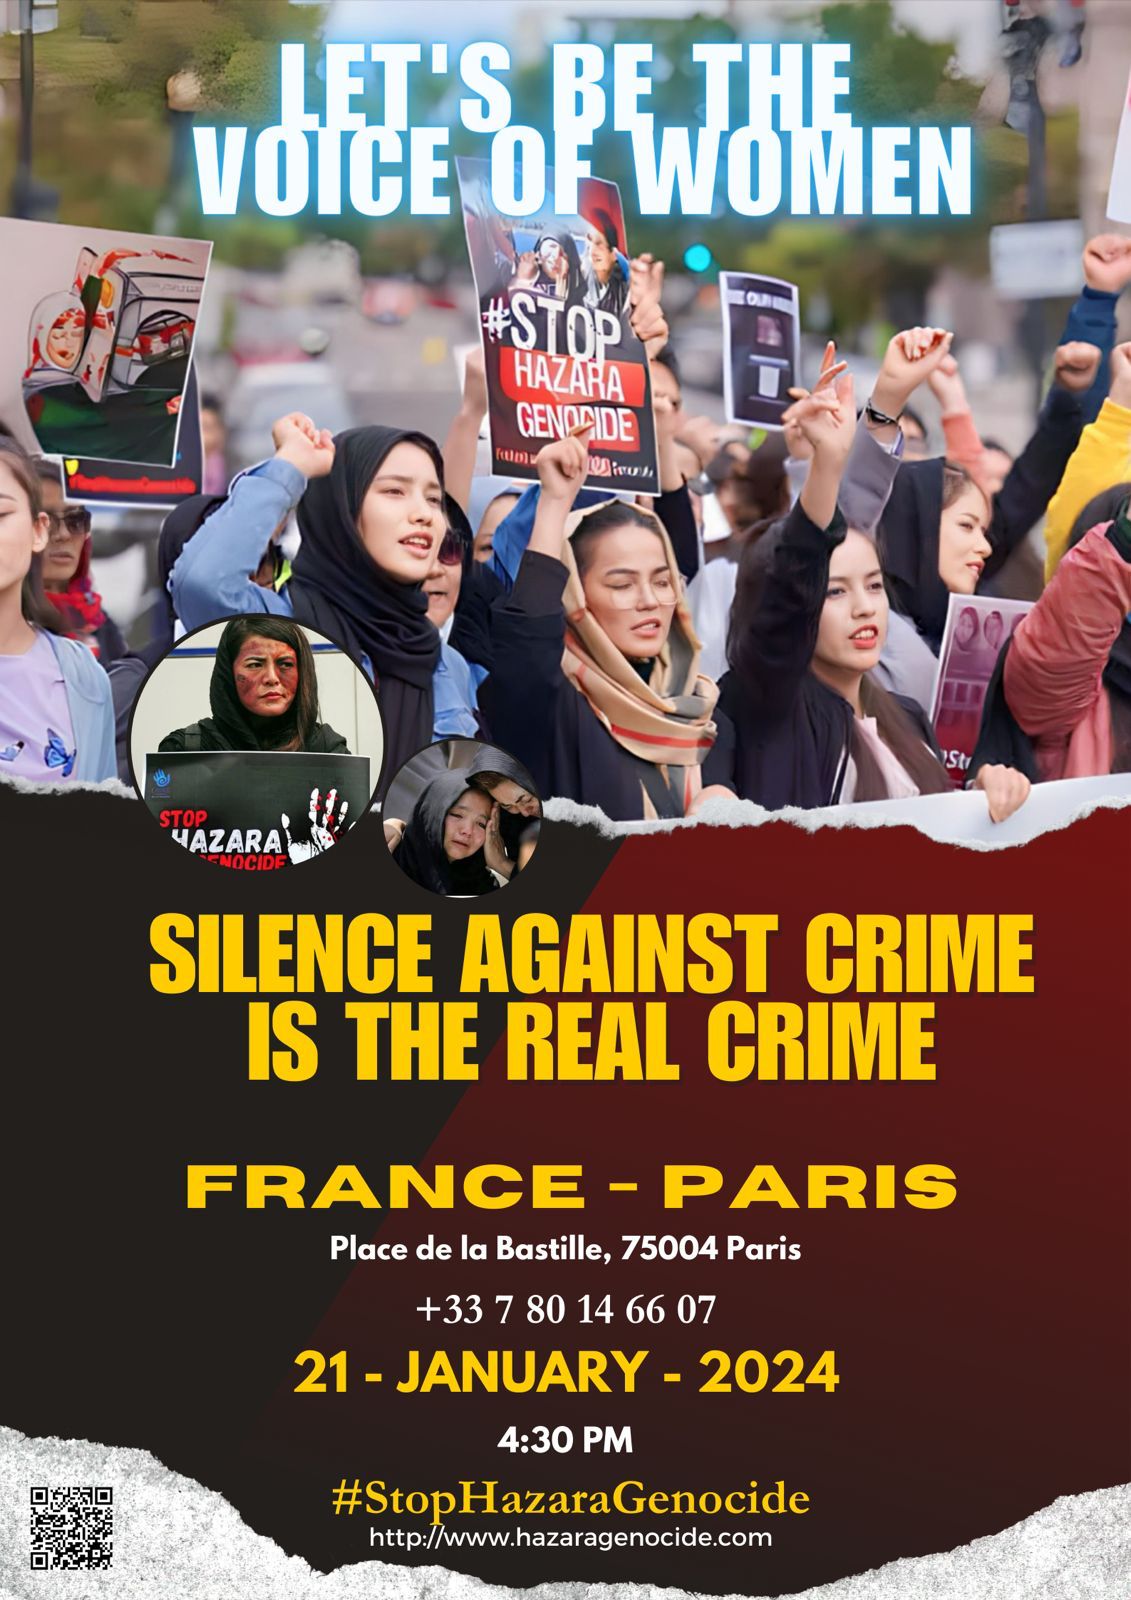 LET'S BE THE
VOICE OF WOMEN
#STOP
HAZARA
GENOCIDE
STOP
HAZARA
GENOCIDE
SILENCE AGAINST CRIME
IS THE REAL CRIME
FRANCE - PARIS
Place de la Bastille, 75004 Paris
+33 7 80 14 66 07
21 - JANUARY - 2024
4:30 PM
#StopHazaraGenocide
http://www.hazaragenocide.com